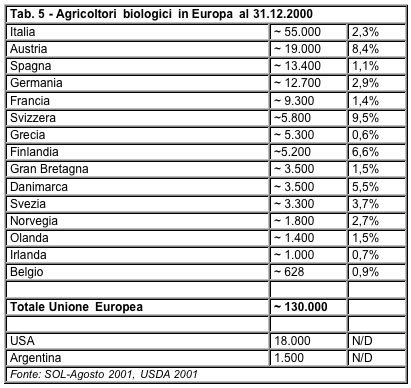 Tab. 5 - Agricoltori biologici in Europa al 31.12.2000
Italia ~ 55.000 2,3%
Austria ~ 19.000 8,4%
Spagna ~ 13.400 1,1%
Germania ~ 12.700 2,9%
Francia ~ 9.300 1,4%
Svizzera ~5.800 9,5%
Grecia ~ 5.300 0,6%
Finlandia ~5.200 6,6%
Gran Bretagna ~ 3.500 1,5%
Danimarca ~ 3.500 5,5%
Svezia ~ 3.300 3,7%
Norvegia ~ 1.800 2,7%
Olanda ~ 1.400 1,5%
Irlanda ~ 1.000 0,7%
Belgio ~ 628 0,9%
Totale Unione Europea ~ 130.000
USA 18.000 N/D
Argentina 1.500 N/D
Fonte: SOL-Agosto 2001, USDA 2001